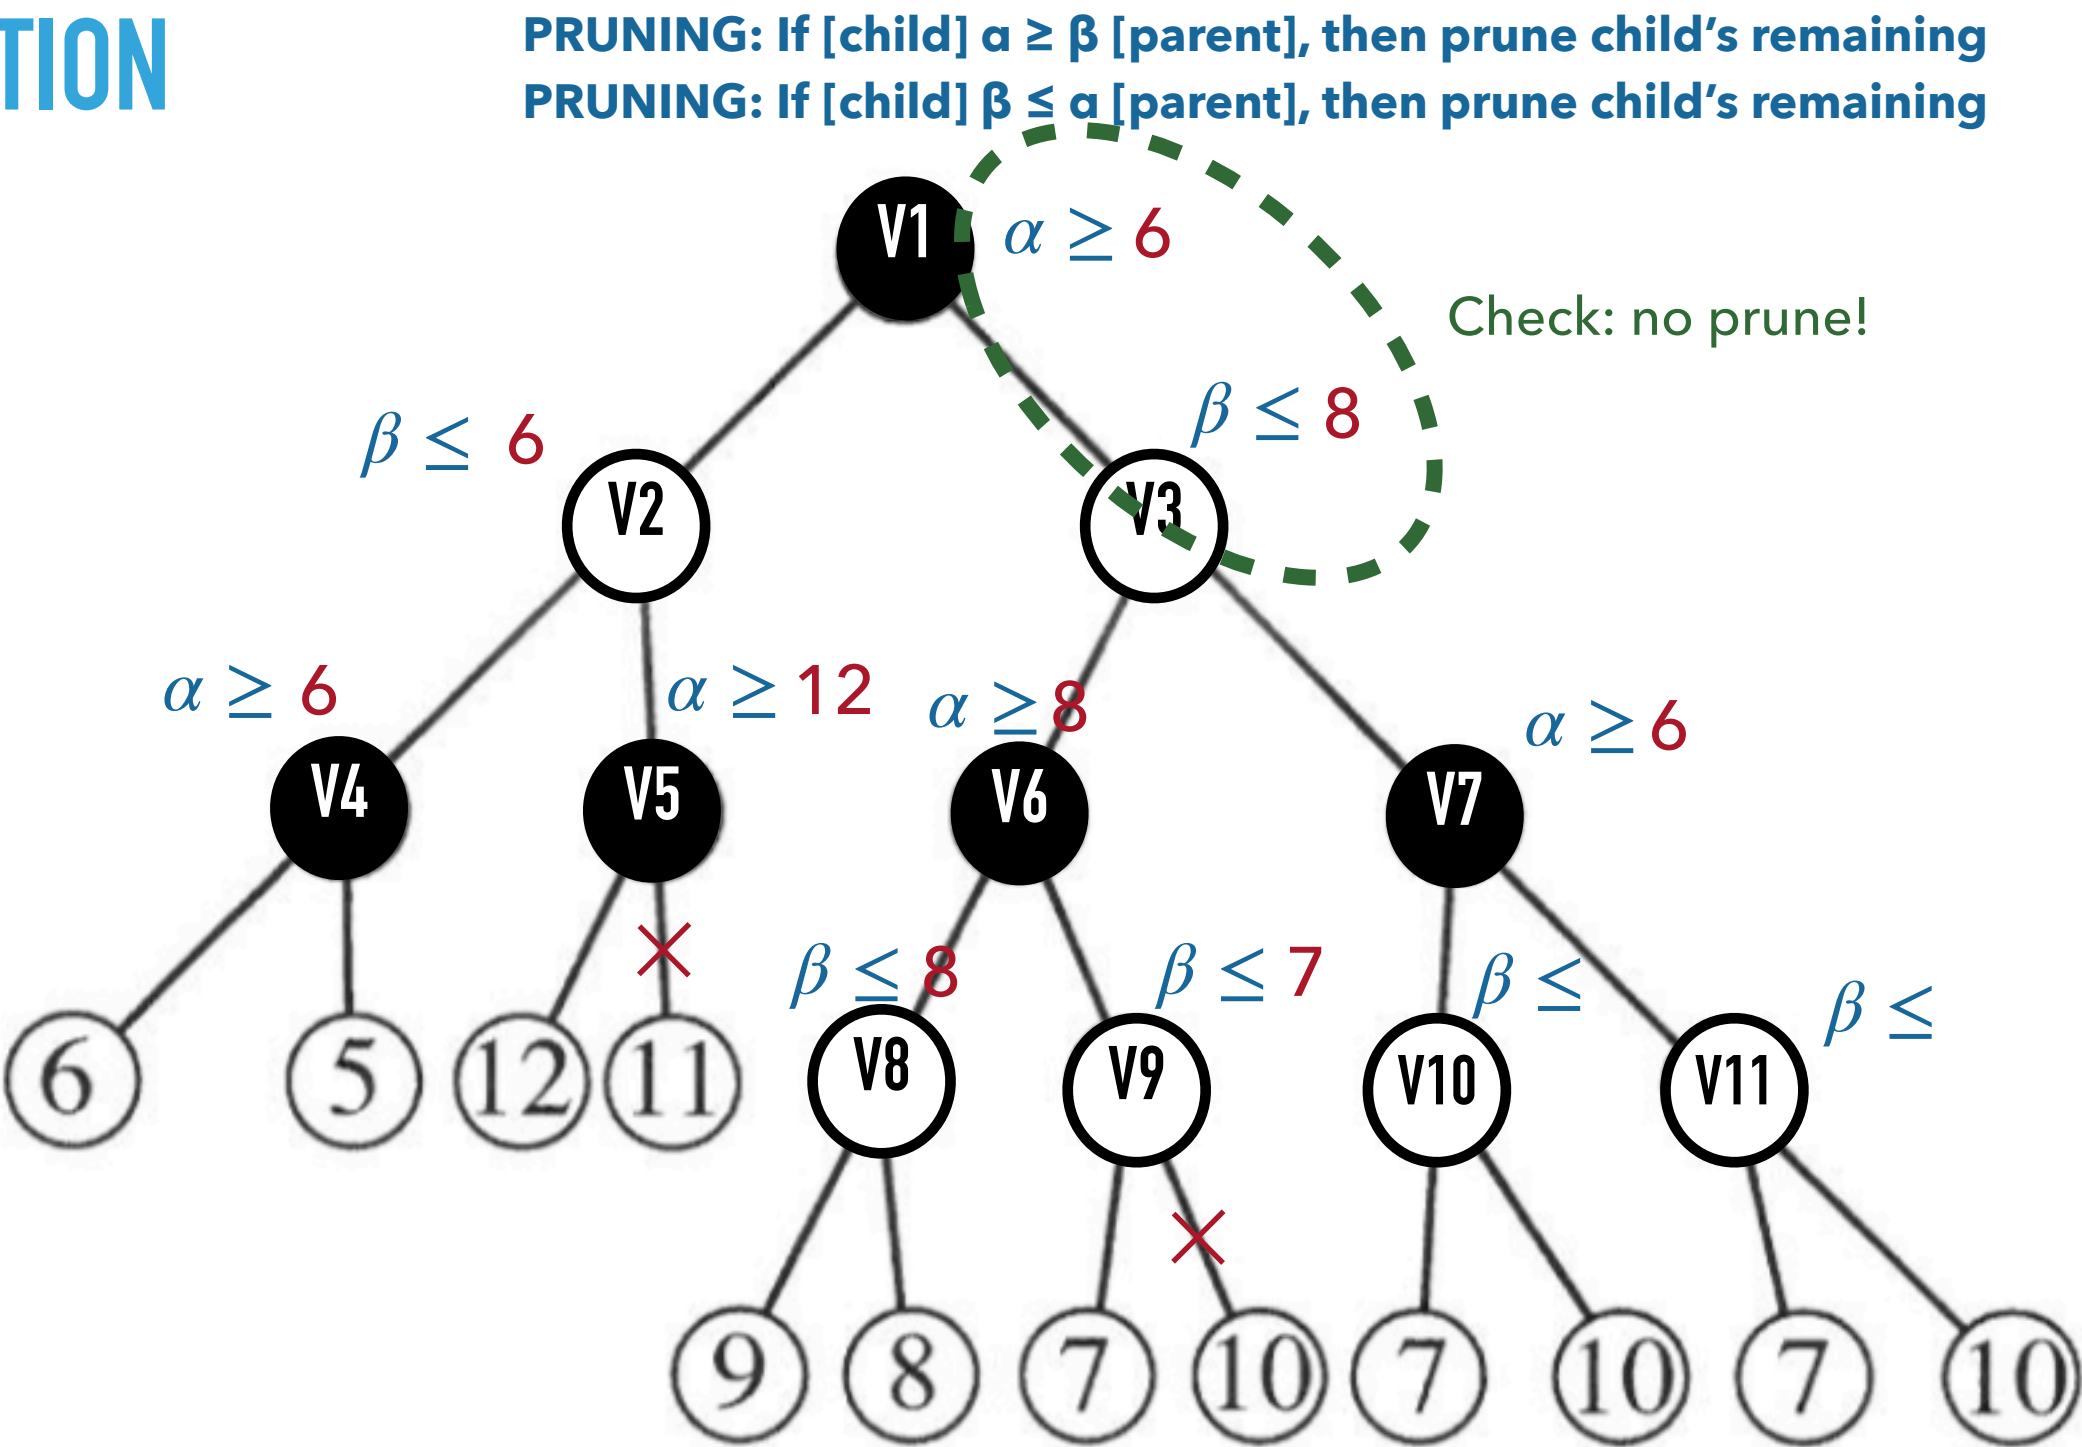 TION
PRUNING: If [child] α ≥ β [parent], then prune child's remaining
PRUNING: If [child] β ≤ α [parent], then prune child's remaining
V1
α ≥ 6
Check: no prune!
β ≤ 6
β ≤ 8
V2
V3
α ≥ 6
α ≥ 12
α ≥ 8
α ≥ 6
V4
V5
V6
V7
β ≤ 8
β ≤ 7
β ≤
β ≤
6
5
12
11
V8
V9
V10
V11
9
8
7
10
7
10
7
10